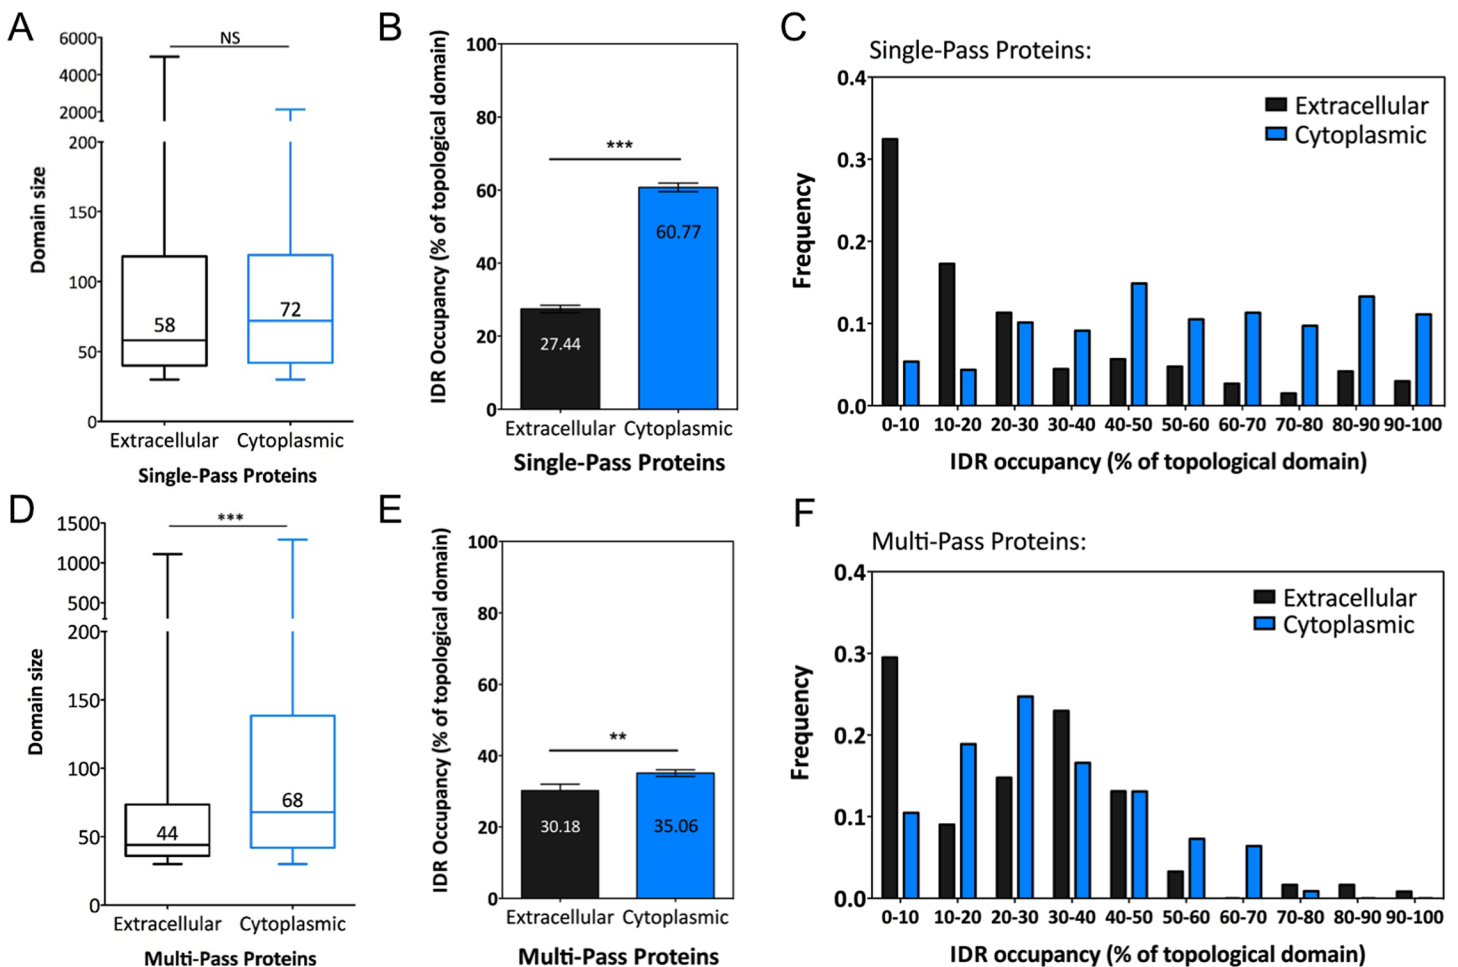 A
NS
6000
4000
2000
200
150
100
50
0
Domain size
58
72
Extracellular Cytoplasmic
Single-Pass Proteins
B
IDR Occupancy (% of topological domain)
100
80
60
40
20
0
***
27.44
60.77
Extracellular Cytoplasmic
Single-Pass Proteins
C
Single-Pass Proteins:
Extracellular
Cytoplasmic
Frequency
0.4
0.3
0.2
0.1
0.0
0-10 10-20 20-30 30-40 40-50 50-60 60-70 70-80 80-90 90-100
IDR occupancy (% of topological domain)
D
***
1500
1000
500
200
150
100
50
0
Domain size
44
68
Extracellular Cytoplasmic
Multi-Pass Proteins
E
IDR Occupancy (% of topological domain)
100
80
60
40
20
0
**
30.18
35.06
Extracellular Cytoplasmic
Multi-Pass Proteins
F
Multi-Pass Proteins:
Extracellular
Cytoplasmic
Frequency
0.4
0.3
0.2
0.1
0.0
0-10 10-20 20-30 30-40 40-50 50-60 60-70 70-80 80-90 90-100
IDR occupancy (% of topological domain)